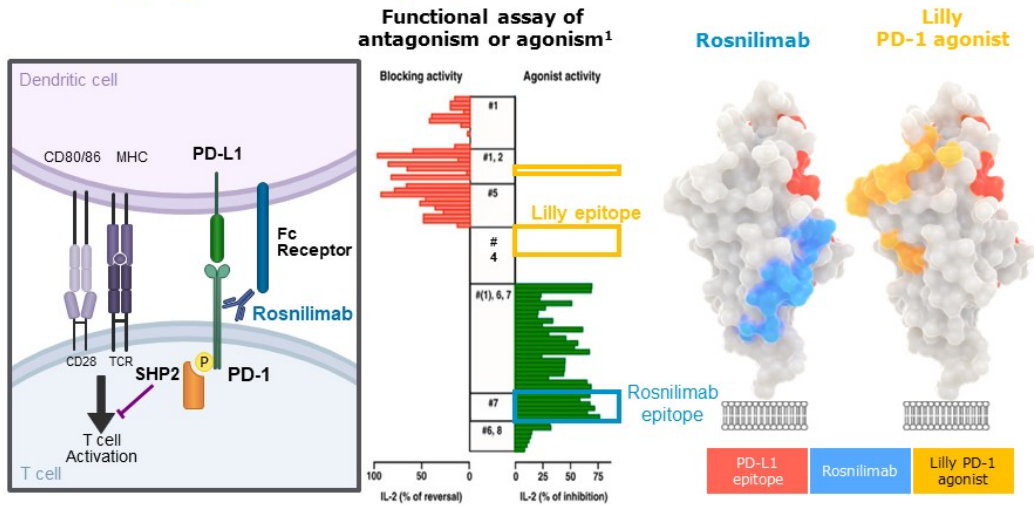 Functional assay of
antagonism or agonism1
Rosnilimab
Lilly
PD-1 agonist
Dendritic cell
CD80/86
MHC
PD-L1
Fc
Receptor
Rosnilimab
CD28
TCR
SHP2
P
PD-1
T cell
Activation
T cell
Blocking activity
Agonist activity
#1
#1, 2
#5
Lilly epitope
#
4
#(1), 6, 7
#7
Rosnilimab
epitope
#6, 8
100
50
0
0
25
50
75
IL-2 (% of reversal)
IL-2 (% of inhibition)
PD-L1
epitope
Rosnilimab
Lilly PD-1
agonist